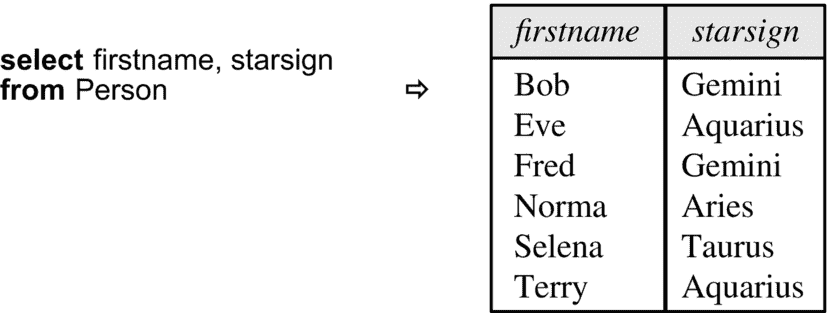 select firstname, starsign
from Person
⇨
firstname starsign
Bob Gemini
Eve Aquarius
Fred Gemini
Norma Aries
Selena Taurus
Terry Aquarius